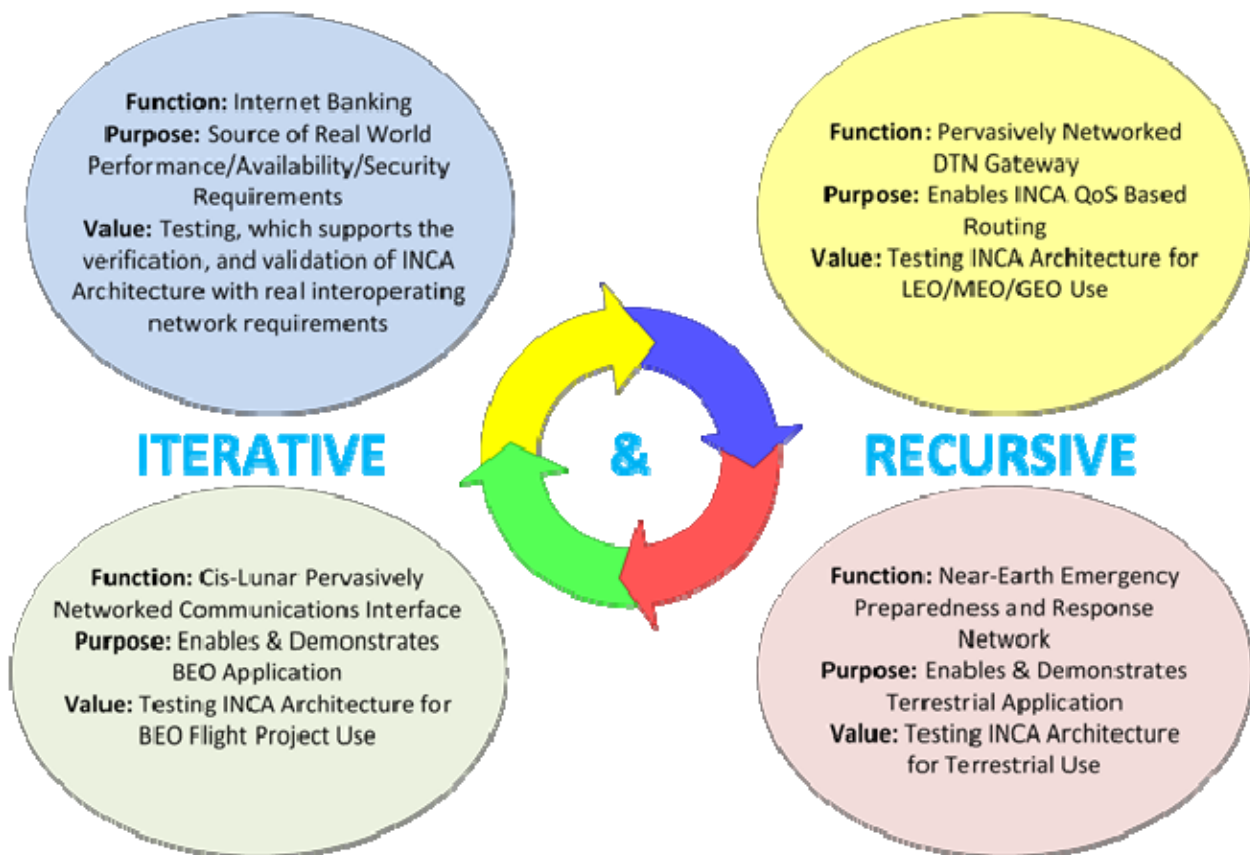 Function: Internet Banking
Purpose: Source of Real World
Performance/Availability/Security
Requirements
Value: Testing, which supports the
verification, and validation of INCA
Architecture with real interoperating
network requirements
Function: Pervasively Networked
DTN Gateway
Purpose: Enables INCA QoS Based
Routing
Value: Testing INCA Architecture for
LEO/MEO/GEO Use
ITERATIVE
&
RECURSIVE
Function: Cis-Lunar Pervasively
Networked Communications Interface
Purpose: Enables & Demonstrates
BEO Application
Value: Testing INCA Architecture for
BEO Flight Project Use
Function: Near-Earth Emergency
Preparedness and Response
Network
Purpose: Enables & Demonstrates
Terrestrial Application
Value: Testing INCA Architecture
for Terrestrial Use